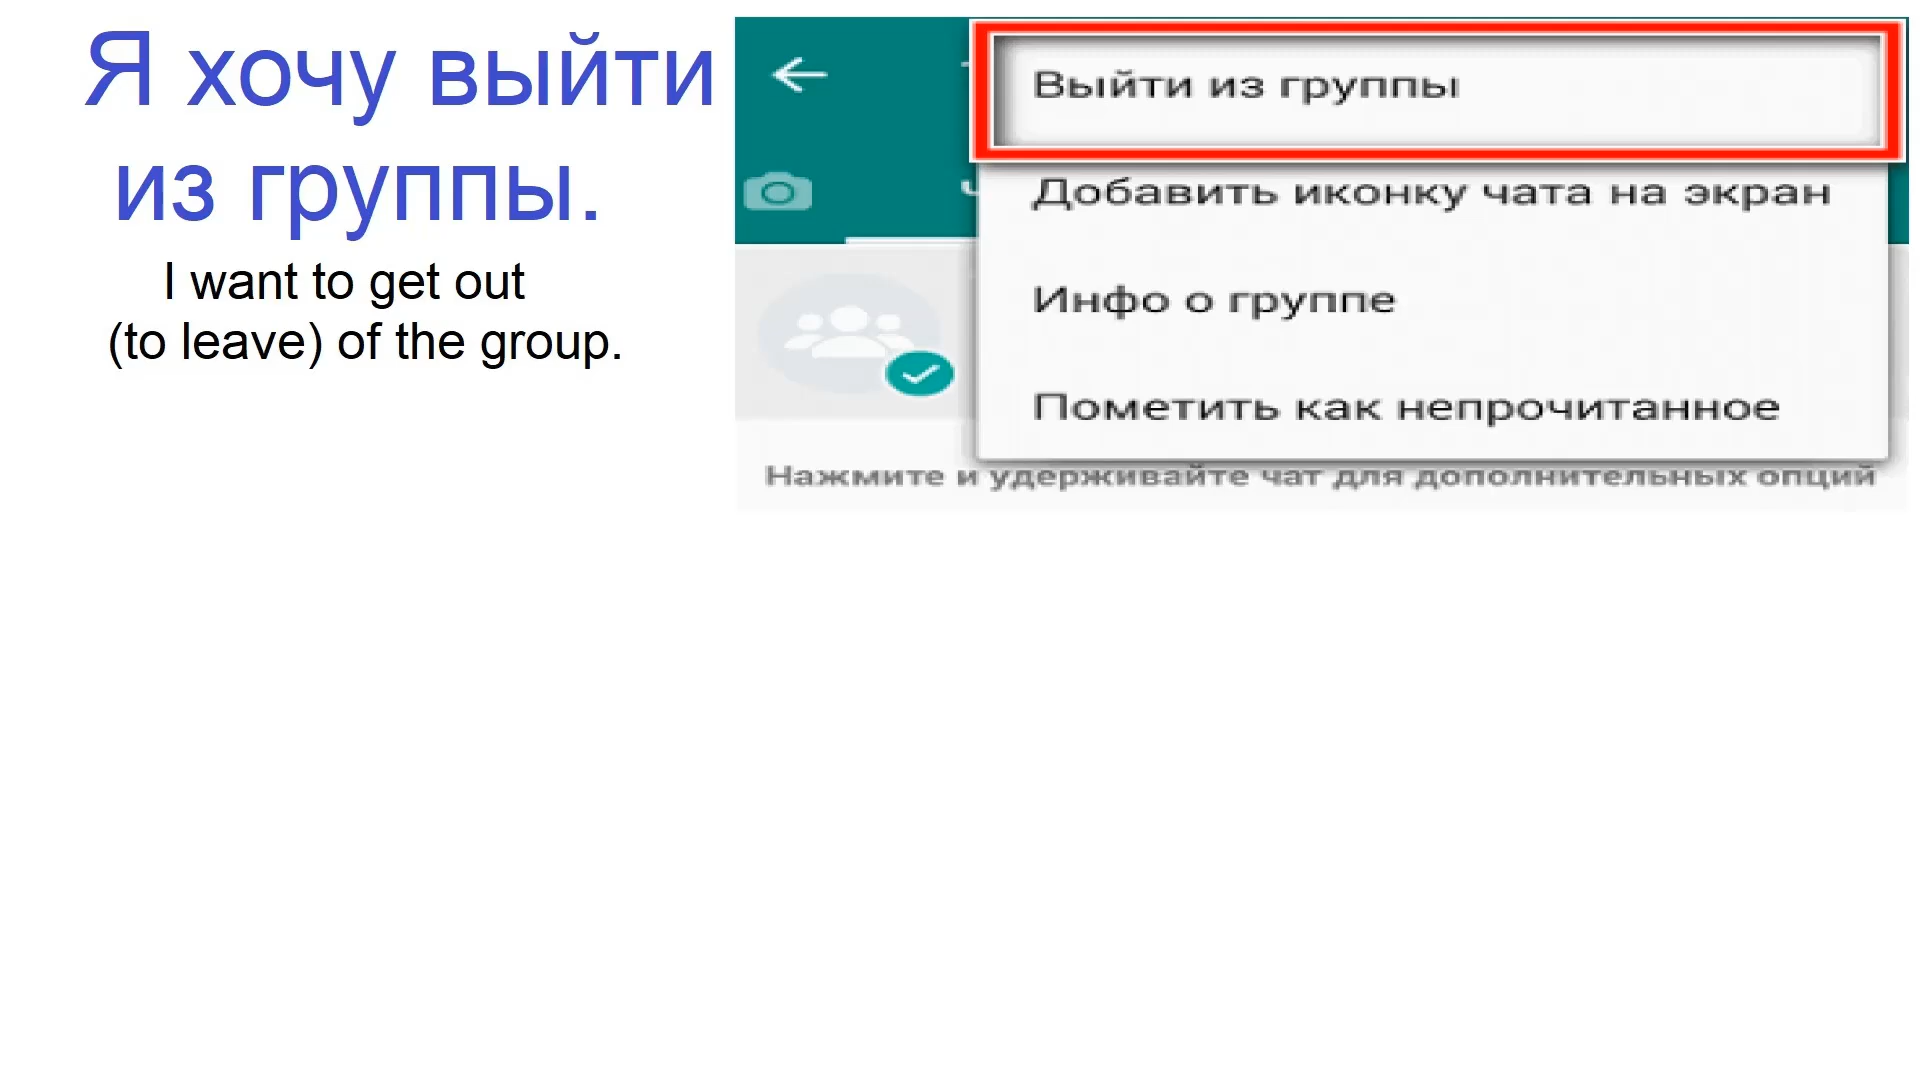 Я хочу выйти
из группы.
I want to get out
(to leave) of the group.
Выйти из группы
Добавить иконку чата на экран
Инфо о группе
Пометить как непрочитанное
Нажмите и удерживайте чат для дополнительных опций